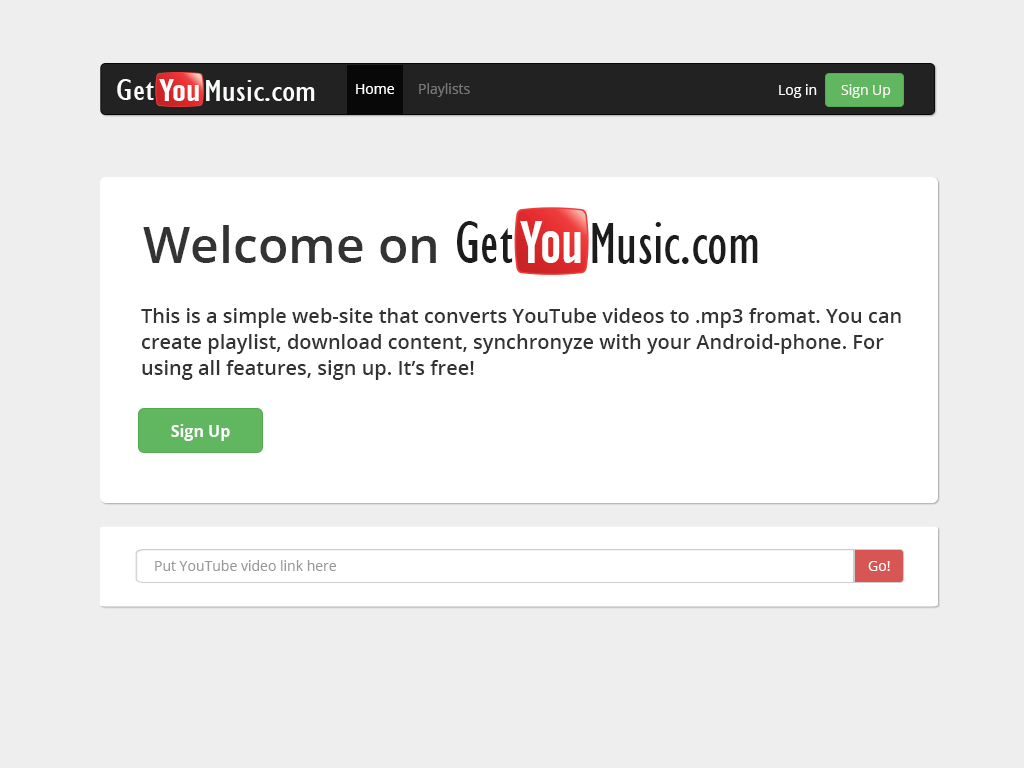 GetYouMusic.com Home Playlists Log in Sign Up
Welcome on GetYouMusic.com
This is a simple web-site that converts YouTube videos to .mp3 fromat. You can
create playlist, download content, synchronyze with your Android-phone. For
using all features, sign up. It’s free!
Sign Up
Put YouTube video link here Go!